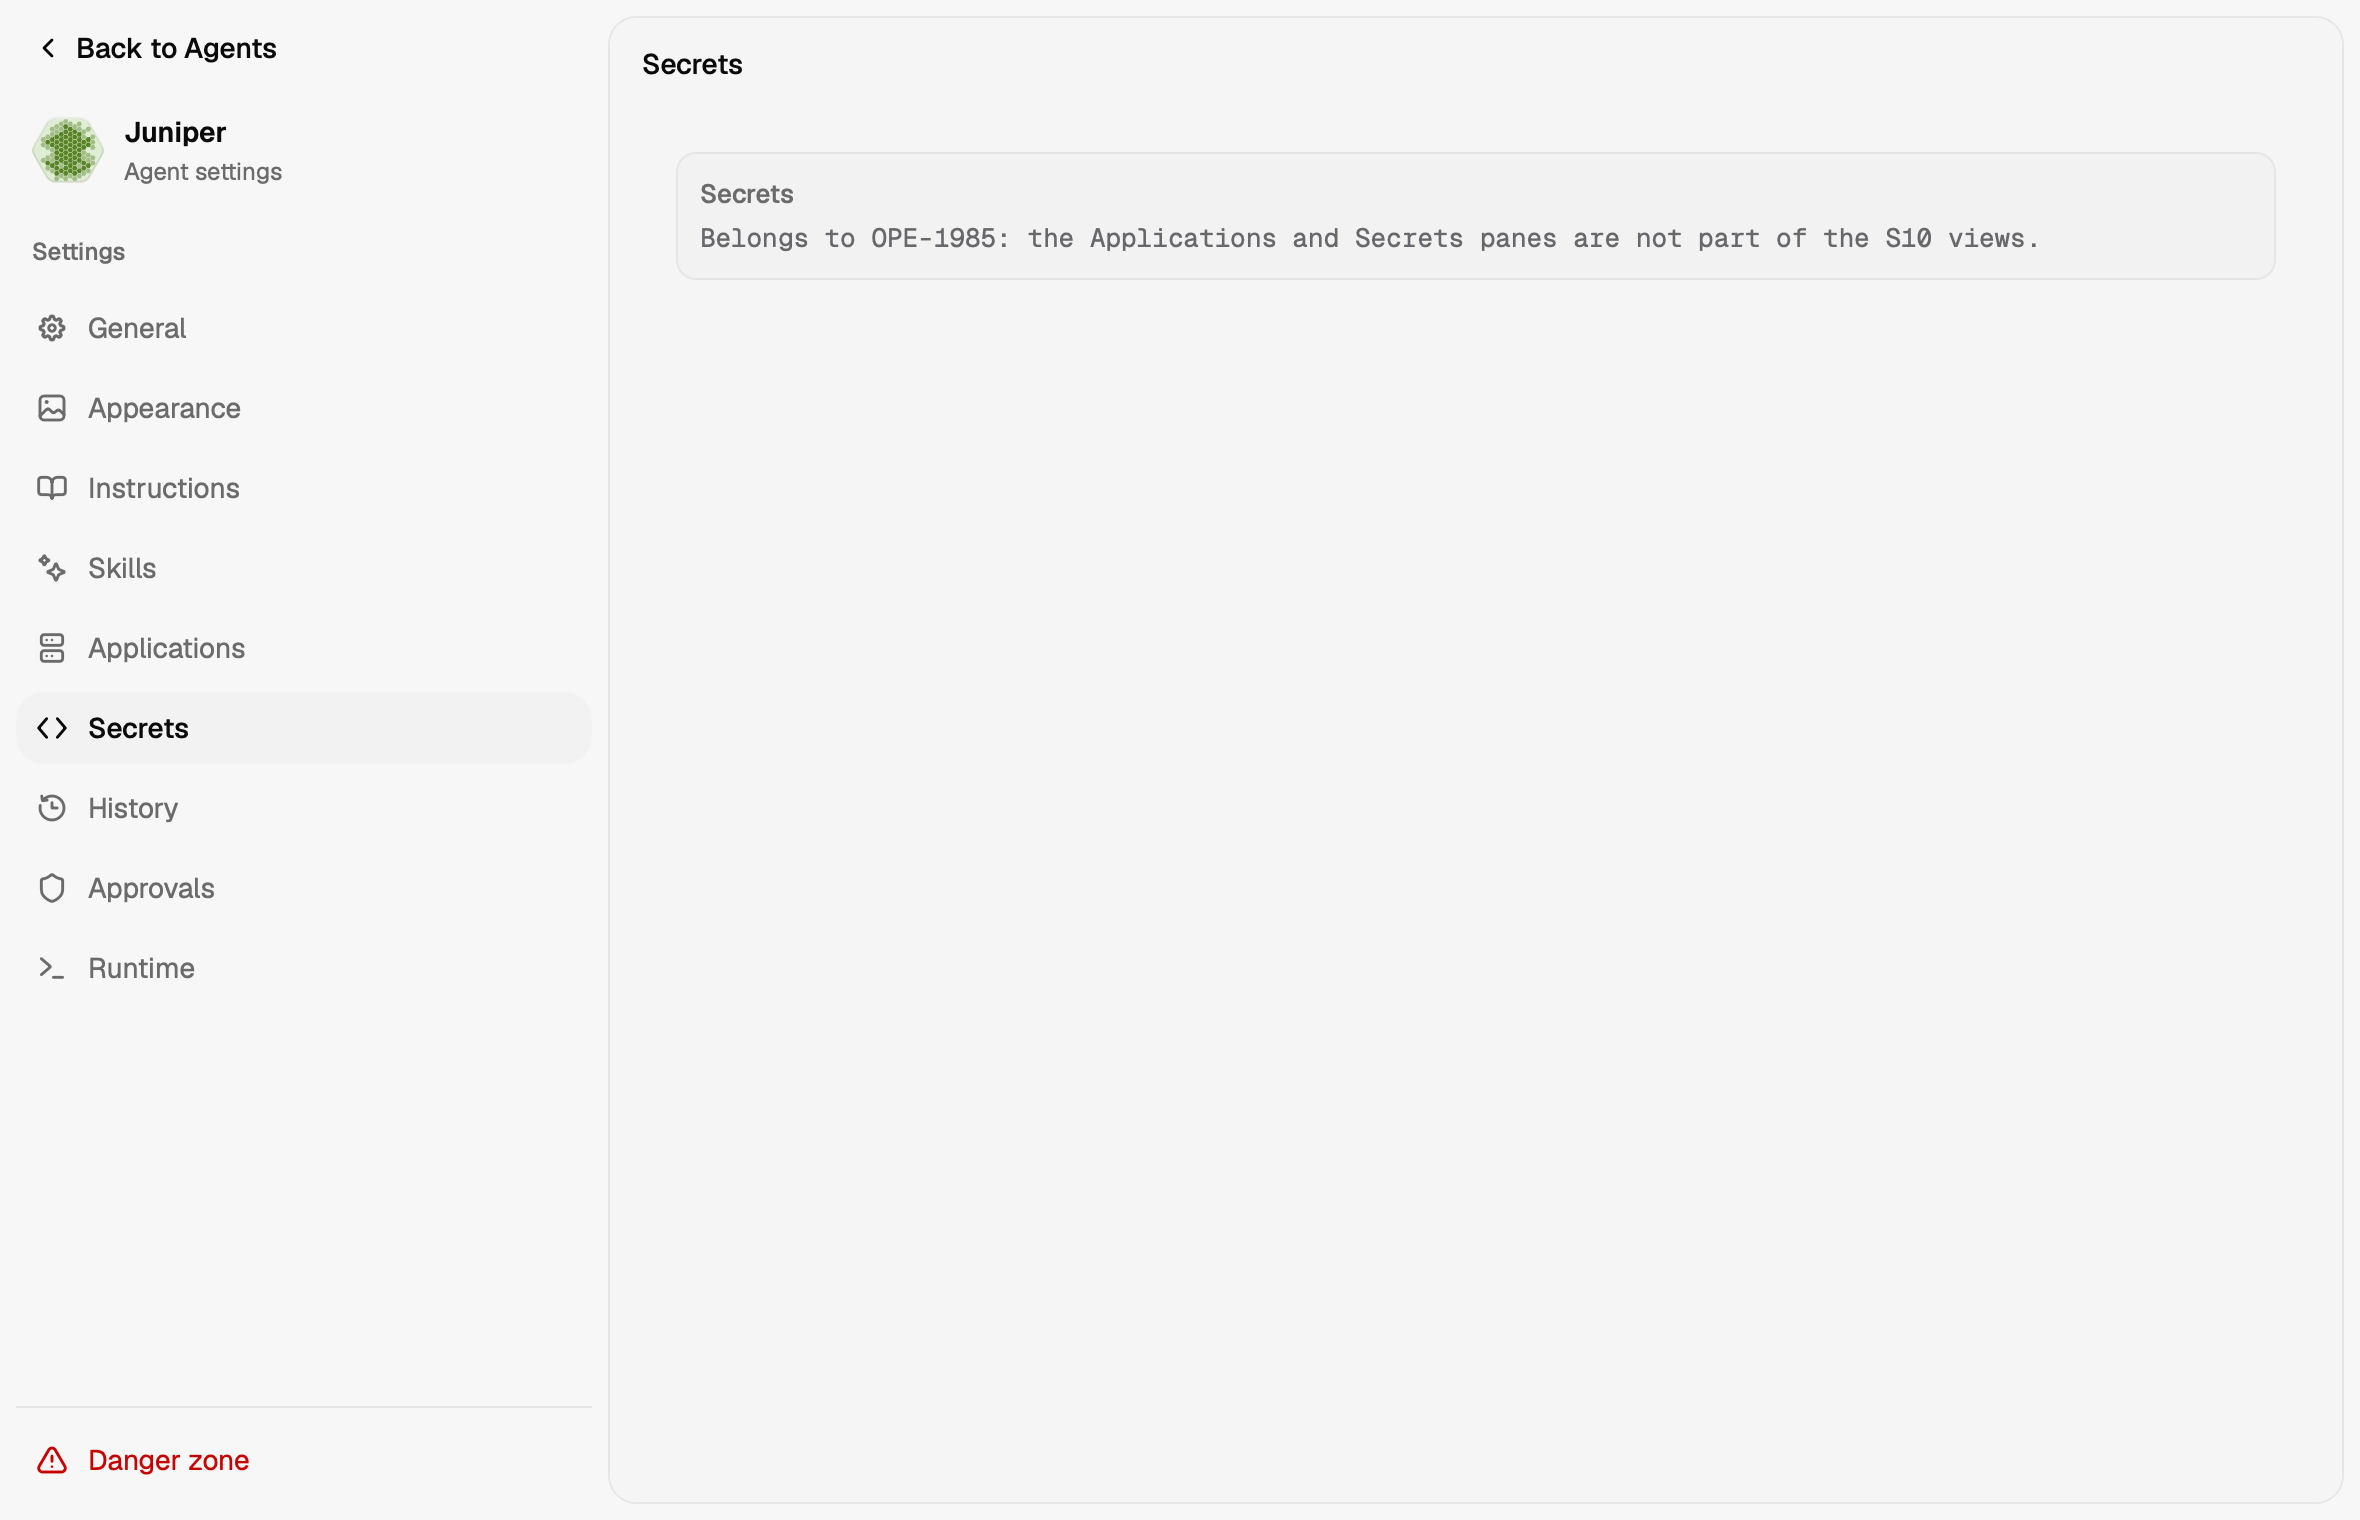 Back to Agents
Juniper
Agent settings
Settings
General
Appearance
Instructions
Skills
Applications
Secrets
History
Approvals
Runtime
Danger zone
Secrets
Secrets
Belongs to OPE-1985: the Applications and Secrets panes are not part of the S10 views.